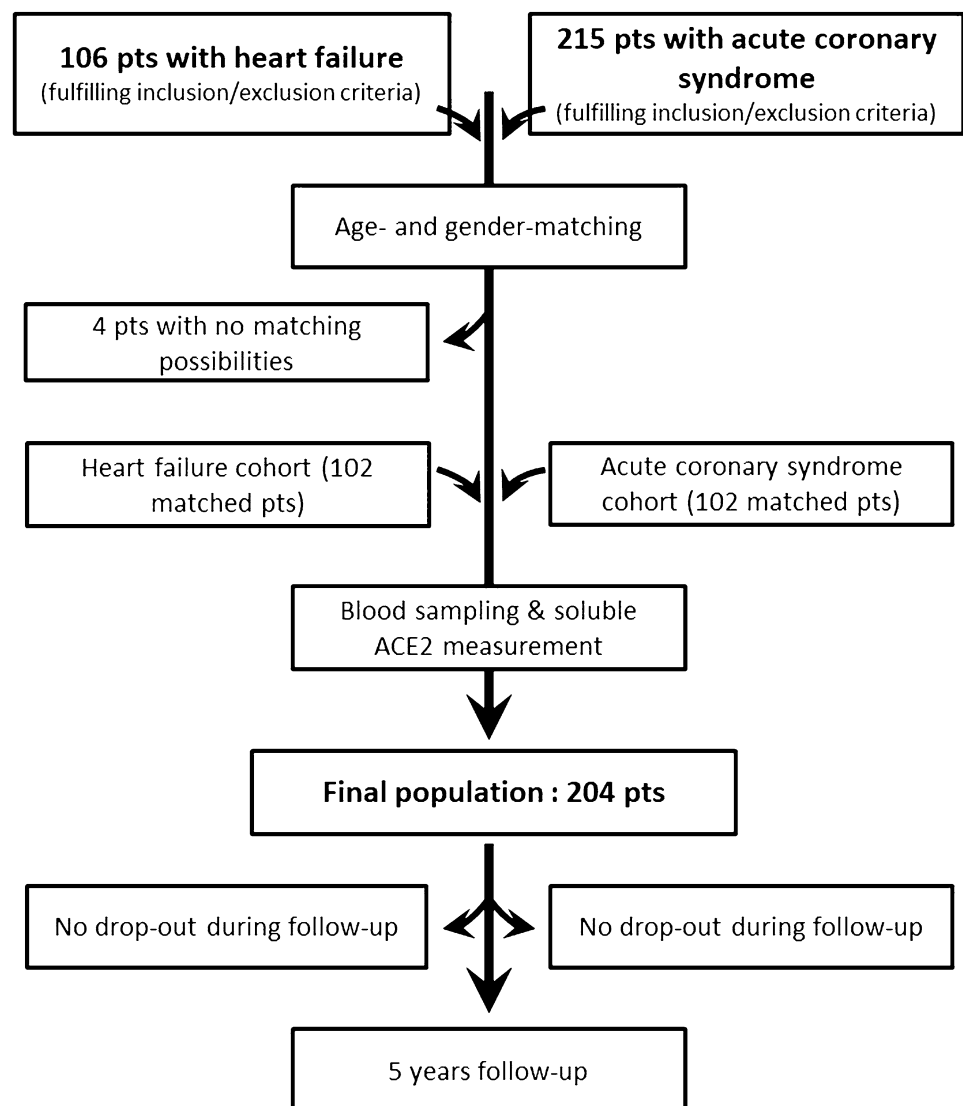 106 pts with heart failure
(fulfilling inclusion/exclusion criteria)
215 pts with acute coronary
syndrome
(fulfilling inclusion/exclusion criteria)
Age- and gender-matching
4 pts with no matching
possibilities
Heart failure cohort (102
matched pts)
Acute coronary syndrome
cohort (102 matched pts)
Blood sampling & soluble
ACE2 measurement
Final population : 204 pts
No drop-out during follow-up
No drop-out during follow-up
5 years follow-up